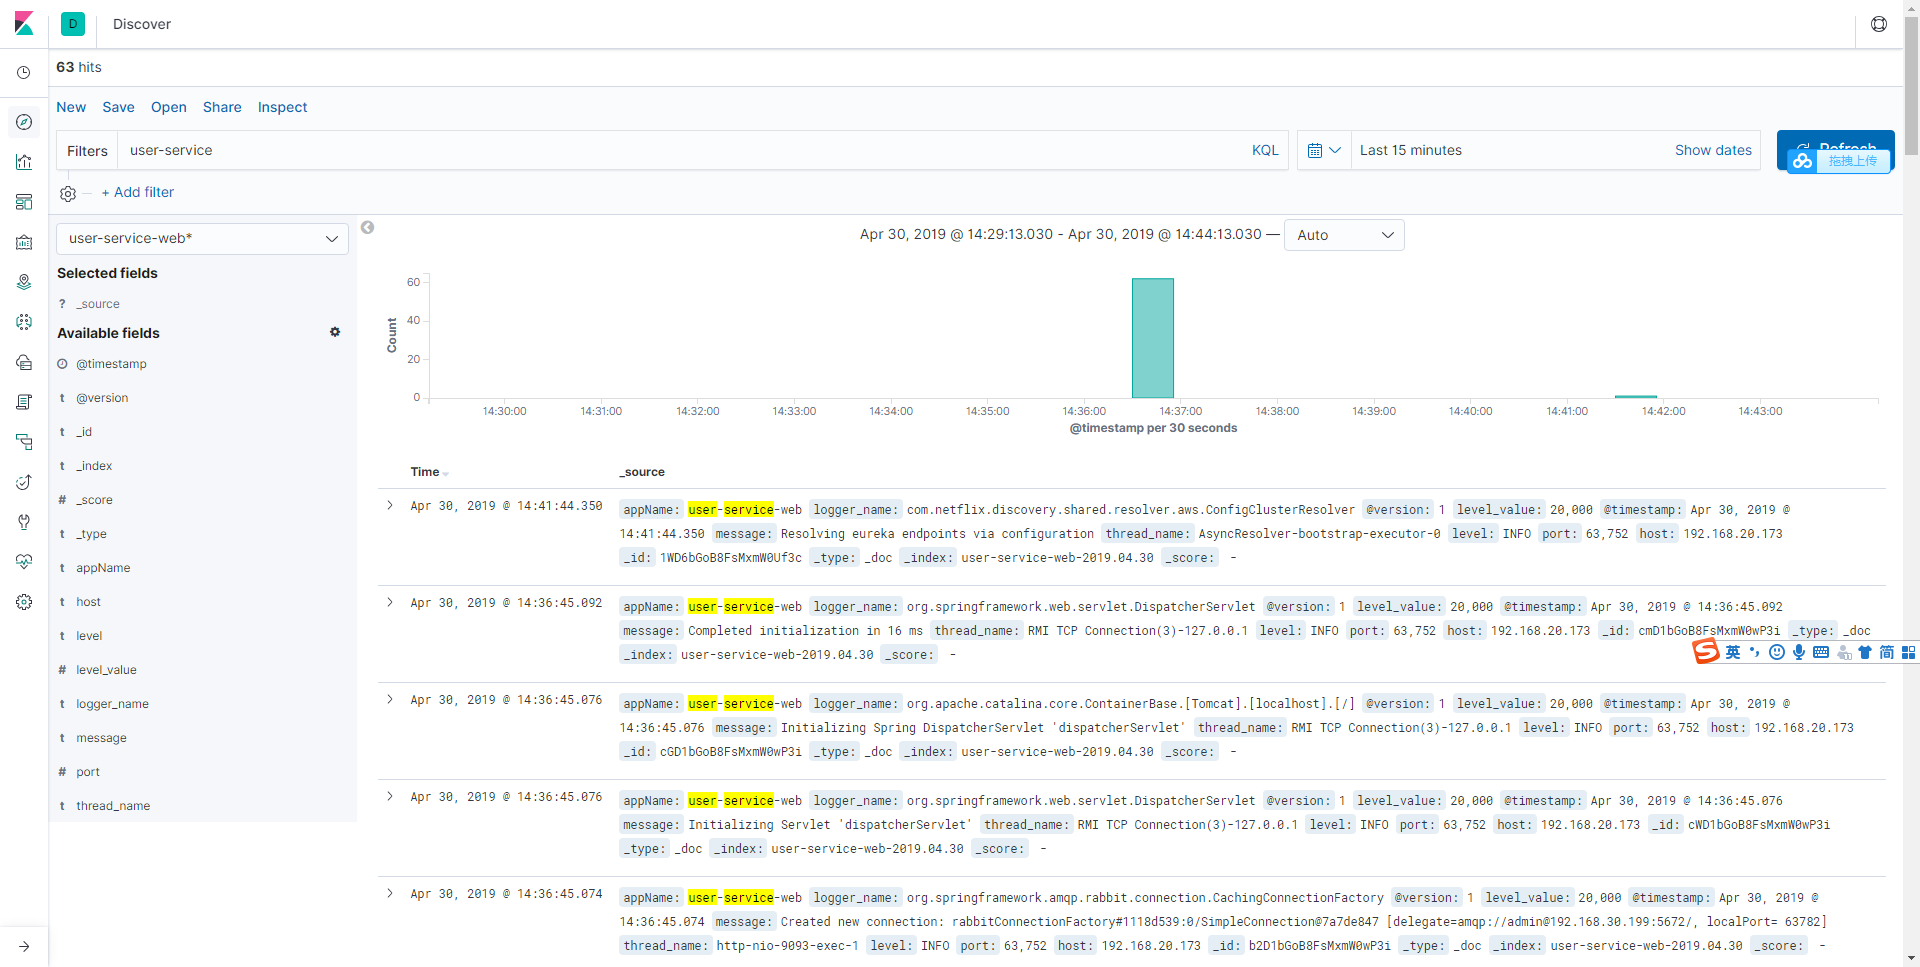 D Discover
63 hits
New Save Open Share Inspect
Filters user-service KQL Last 15 minutes Show dates Refresh
拖拽上传
+ Add filter
user-service-web*
Selected fields
? _source
Available fields
@timestamp
t @version
t _id
t _index
# _score
t _type
t appName
t host
t level
# level_value
t logger_name
t message
# port
t thread_name
Apr 30, 2019 @ 14:29:13.030 - Apr 30, 2019 @ 14:44:13.030 — Auto
60
40
20
0
Count
14:30:00 14:31:00 14:32:00 14:33:00 14:34:00 14:35:00 14:36:00 14:37:00 14:38:00 14:39:00 14:40:00 14:41:00 14:42:00 14:43:00
@timestamp per 30 seconds
Time _source
Apr 30, 2019 @ 14:41:44.350 appName: user-service-web logger_name: com.netflix.discovery.shared.resolver.aws.ConfigClusterResolver @version: 1 level_value: 20,000 @timestamp: Apr 30, 2019 @
14:41:44.350 message: Resolving eureka endpoints via configuration thread_name: AsyncResolver-bootstrap-executor-0 level: INFO port: 63,752 host: 192.168.20.173
_id: 1WD6bGoB8FsMxmW0Uf3c _type: _doc _index: user-service-web-2019.04.30 _score: -
Apr 30, 2019 @ 14:36:45.092 appName: user-service-web logger_name: org.springframework.web.servlet.DispatcherServlet @version: 1 level_value: 20,000 @timestamp: Apr 30, 2019 @ 14:36:45.092
message: Completed initialization in 16 ms thread_name: RMI TCP Connection(3)-127.0.0.1 level: INFO port: 63,752 host: 192.168.20.173 _id: cmD1bGoB8FsMxmW0wP3i _type: _doc
_index: user-service-web-2019.04.30 _score: -
英 简
Apr 30, 2019 @ 14:36:45.076 appName: user-service-web logger_name: org.apache.catalina.core.ContainerBase.[Tomcat].[localhost].[/] @version: 1 level_value: 20,000 @timestamp: Apr 30, 2019 @
14:36:45.076 message: Initializing Spring DispatcherServlet 'dispatcherServlet' thread_name: RMI TCP Connection(3)-127.0.0.1 level: INFO port: 63,752 host: 192.168.20.173
_id: cGD1bGoB8FsMxmW0wP3i _type: _doc _index: user-service-web-2019.04.30 _score: -
Apr 30, 2019 @ 14:36:45.076 appName: user-service-web logger_name: org.springframework.web.servlet.DispatcherServlet @version: 1 level_value: 20,000 @timestamp: Apr 30, 2019 @ 14:36:45.076
message: Initializing Servlet 'dispatcherServlet' thread_name: RMI TCP Connection(3)-127.0.0.1 level: INFO port: 63,752 host: 192.168.20.173 _id: cWD1bGoB8FsMxmW0wP3i
_type: _doc _index: user-service-web-2019.04.30 _score: -
Apr 30, 2019 @ 14:36:45.074 appName: user-service-web logger_name: org.springframework.amqp.rabbit.connection.CachingConnectionFactory @version: 1 level_value: 20,000 @timestamp: Apr 30, 2019 @
14:36:45.074 message: Created new connection: rabbitConnectionFactory#1118d539:0/SimpleConnection@7a7de847 [delegate=amqp://admin@192.168.30.199:5672/, localPort= 63782]
thread_name: http-nio-9093-exec-1 level: INFO port: 63,752 host: 192.168.20.173 _id: b2D1bGoB8FsMxmW0wP3i _type: _doc _index: user-service-web-2019.04.30 _score: -